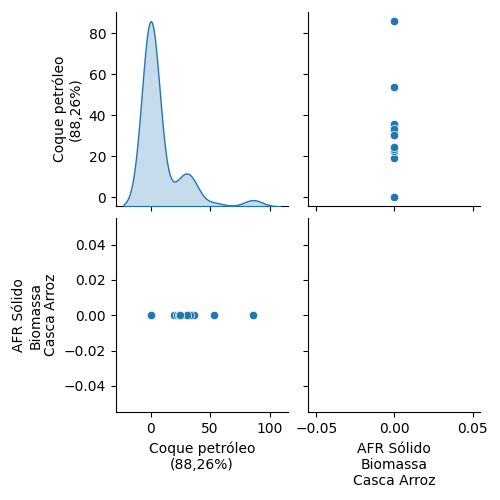 80
60
40
20
0
Coque petróleo
(88,26%)
0.04
0.02
0.00
−0.02
−0.04
AFR Sólido
Biomassa
Casca Arroz
0
50
100
Coque petróleo
(88,26%)
−0.05
0.00
0.05
AFR Sólido
Biomassa
Casca Arroz